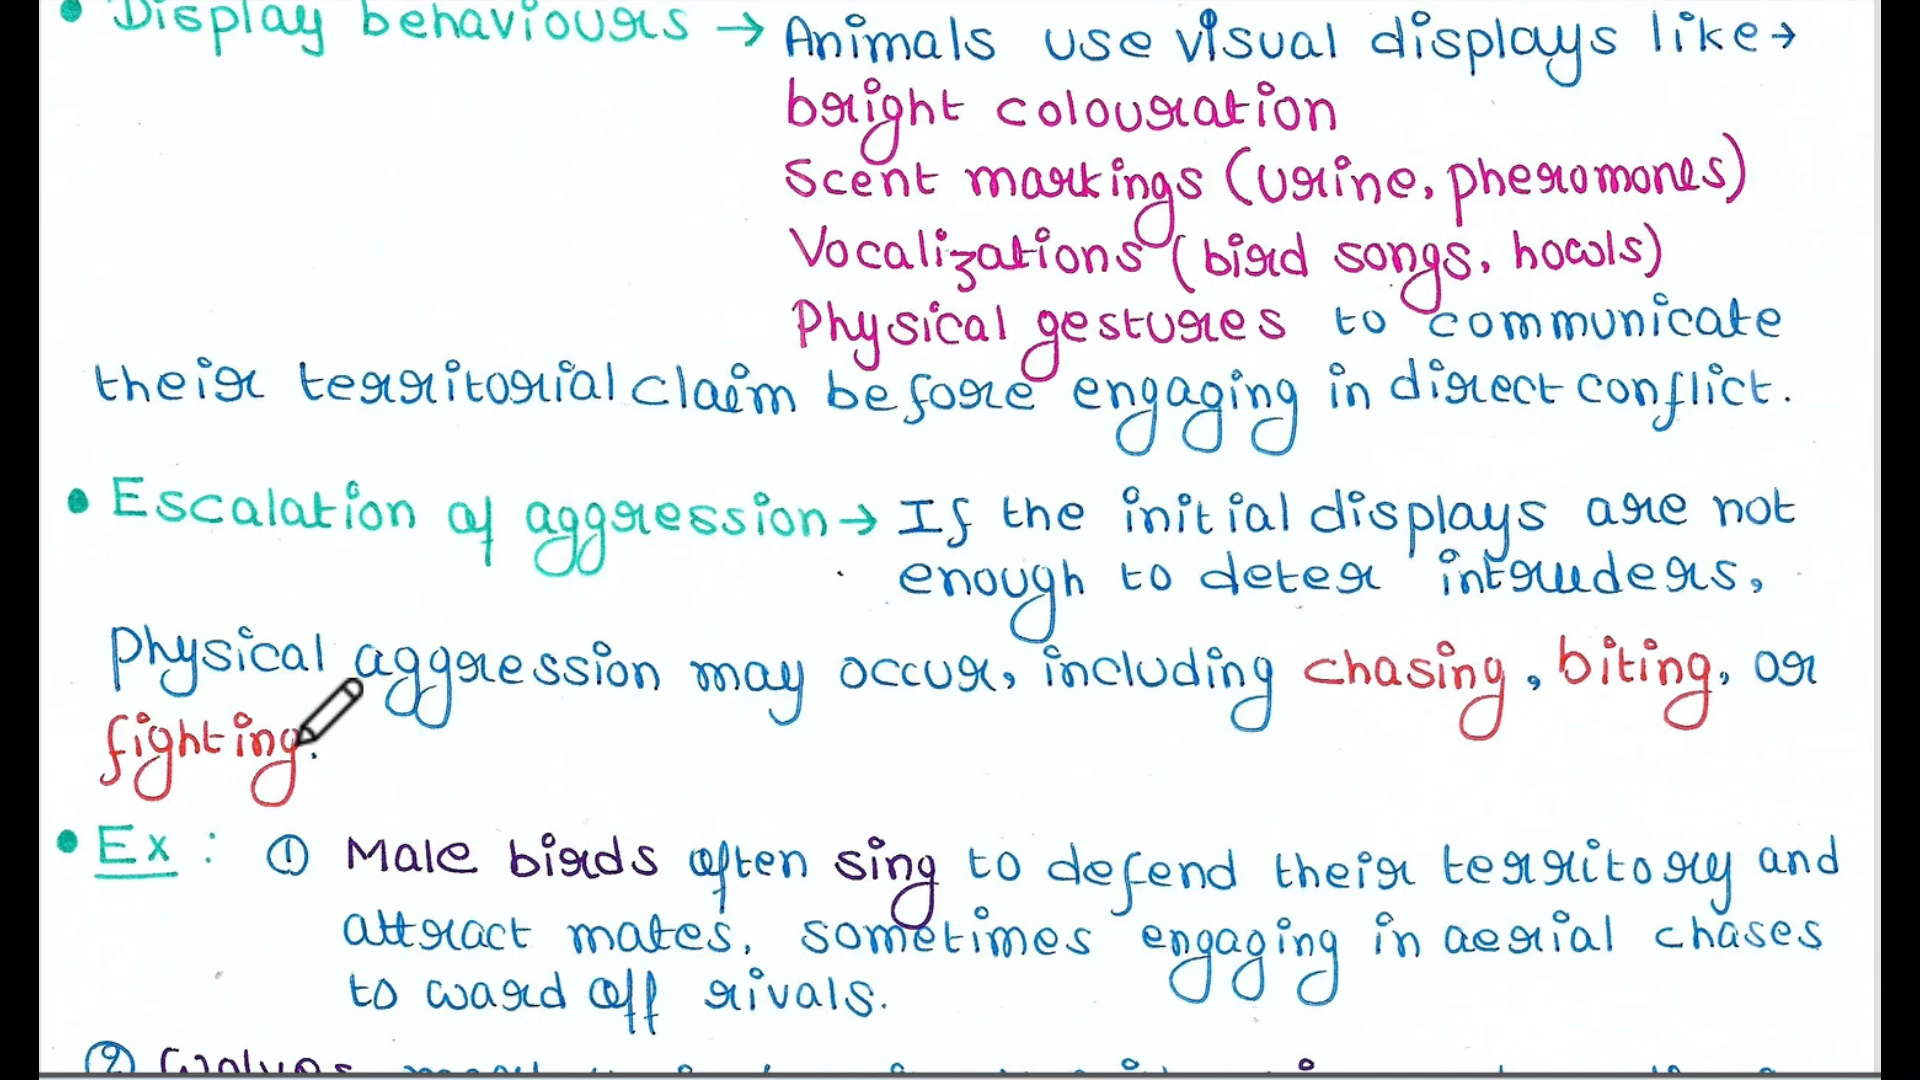 • Display behaviours → Animals use visual displays like →
bright colouration
Scent markings (urine, pheromones)
Vocalizations (bird songs, howls)
Physical gestures to communicate
their territorial claim before engaging in direct conflict.
• Escalation of aggression → If the initial displays are not
enough to deter intruders,
Physical aggression may occur, including chasing, biting, or
fighting.
• Ex : ① Male birds often sing to defend their territory and
attract mates, sometimes engaging in aerial chases
to ward off rivals.
② Wolves